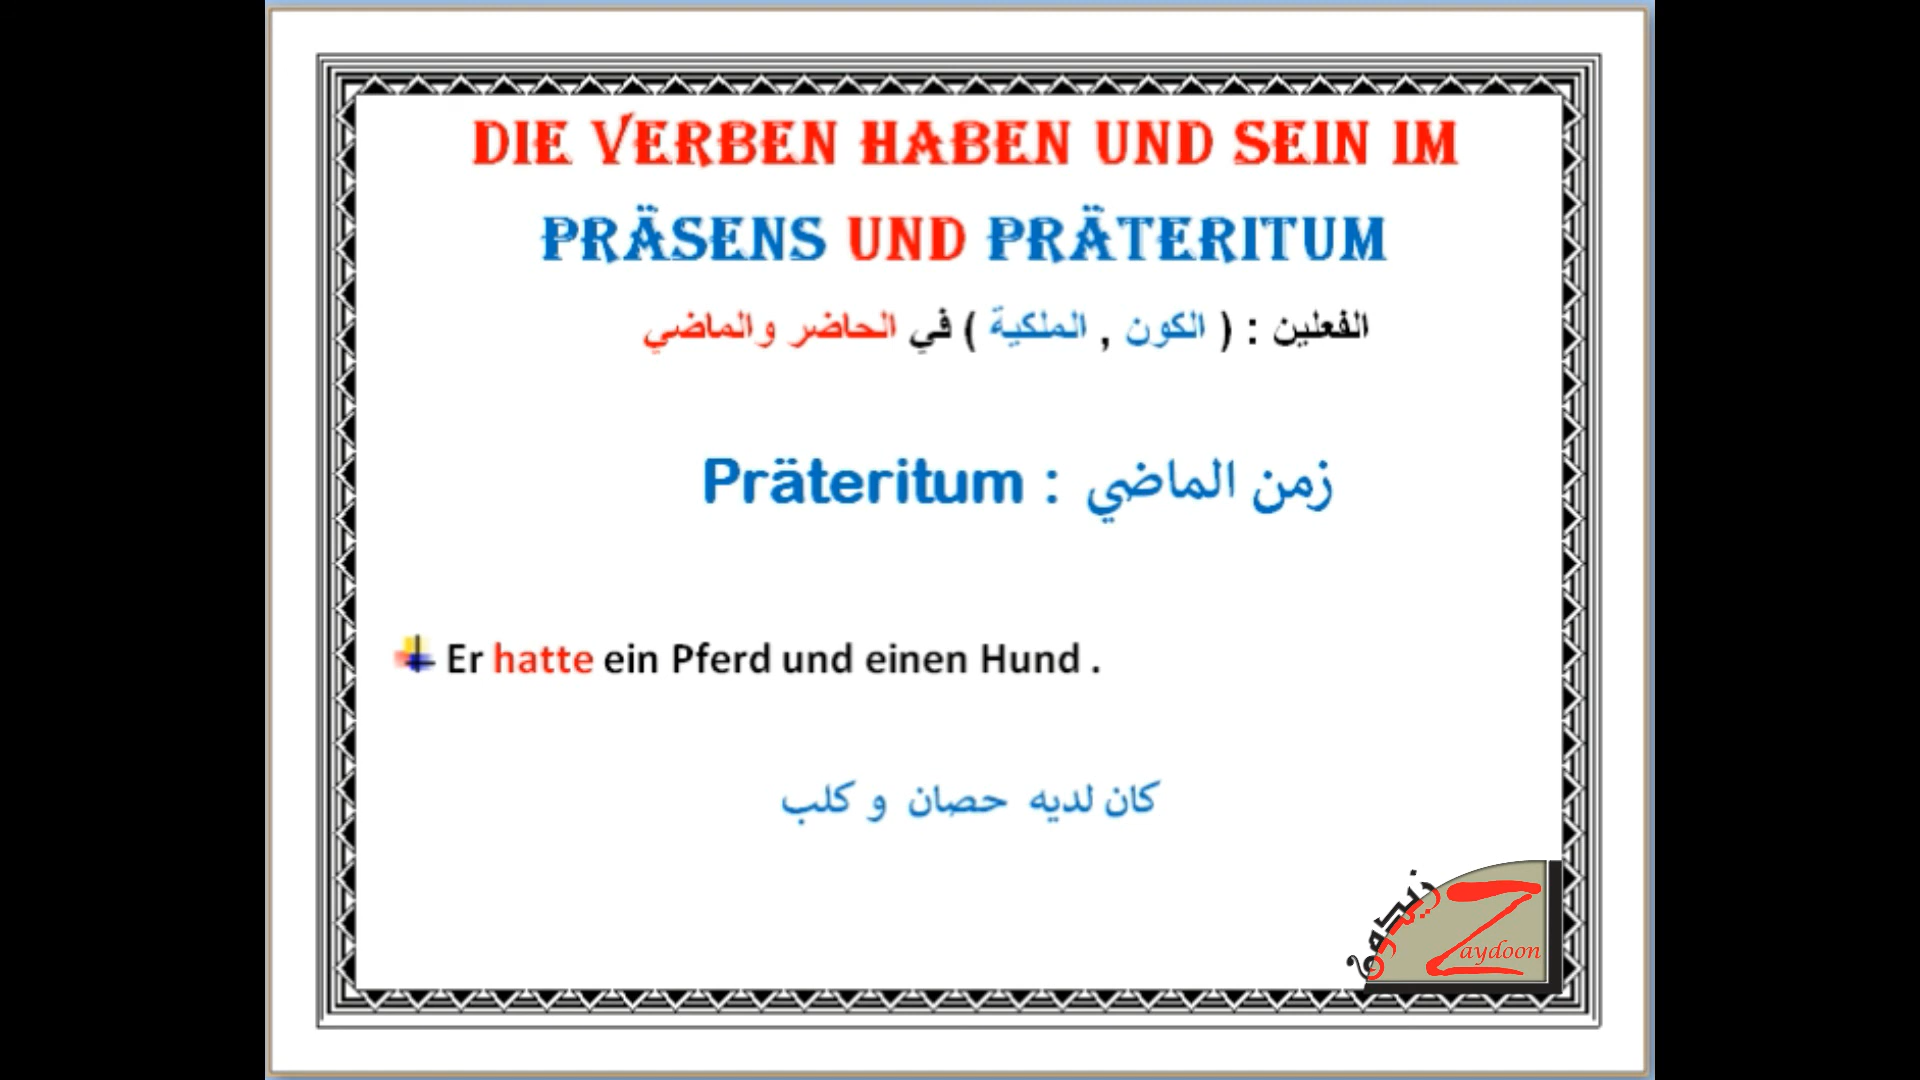 DIE VERBEN HABEN UND SEIN IM
PRÄSENS UND PRÄTERITUM
الفعلين : ( الكون , الملكية ) في الحاضر والماضي
Präteritum : زمن الماضي
Er hatte ein Pferd und einen Hund .
كان لديه حصان و كلب
زيدون
Zaydoon